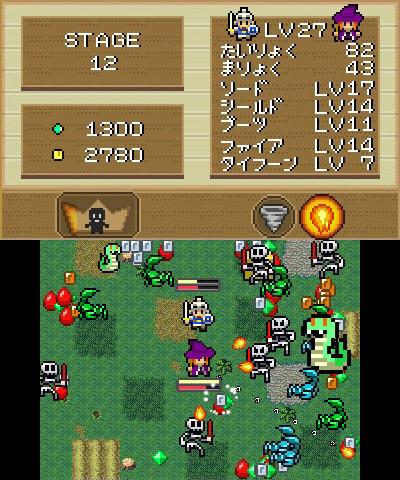 STAGE
12
1300
2780
LV27
たいりょく 82
まりょく 43
ソード LV17
シールド LV14
ブーツ LV11
ファイア LV14
タイフーン LV 7